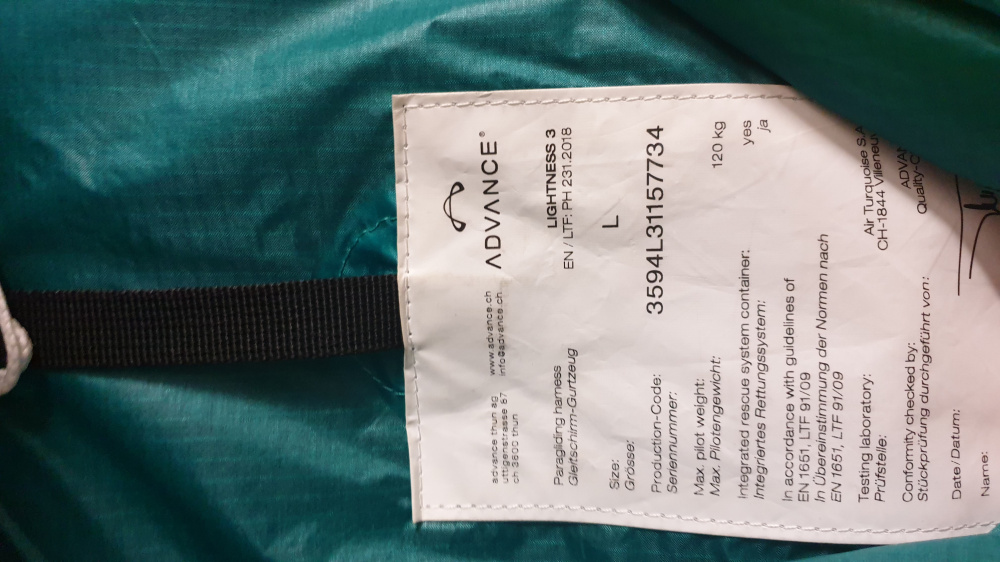 ADVANCE®
advance thun ag www.advance.ch
uttigenstrasse 87 info@advance.ch
ch 3600 thun
Paragliding harness LIGHTNESS 3
Gleitschirm-Gurtzeug EN / LTF: PH 231.2018
Size: L
Grösse:
Production-Code: 3594L31157734
Seriennummer:
Max. pilot weight: 120 kg
Max. Pilotengewicht:
Integrated rescue system container: yes
Integriertes Rettungssystem: ja
In accordance with guidelines of
EN 1651, LTF 91/09
In Übereinstimmung der Normen nach
EN 1651, LTF 91/09
Testing laboratory: Air Turquoise S.A
Prüfstelle: CH-1844 Villeneuv
Conformity checked by: ADVAN
Stückprüfung durchgeführt von: Quality-C
Date/Datum:
Name: